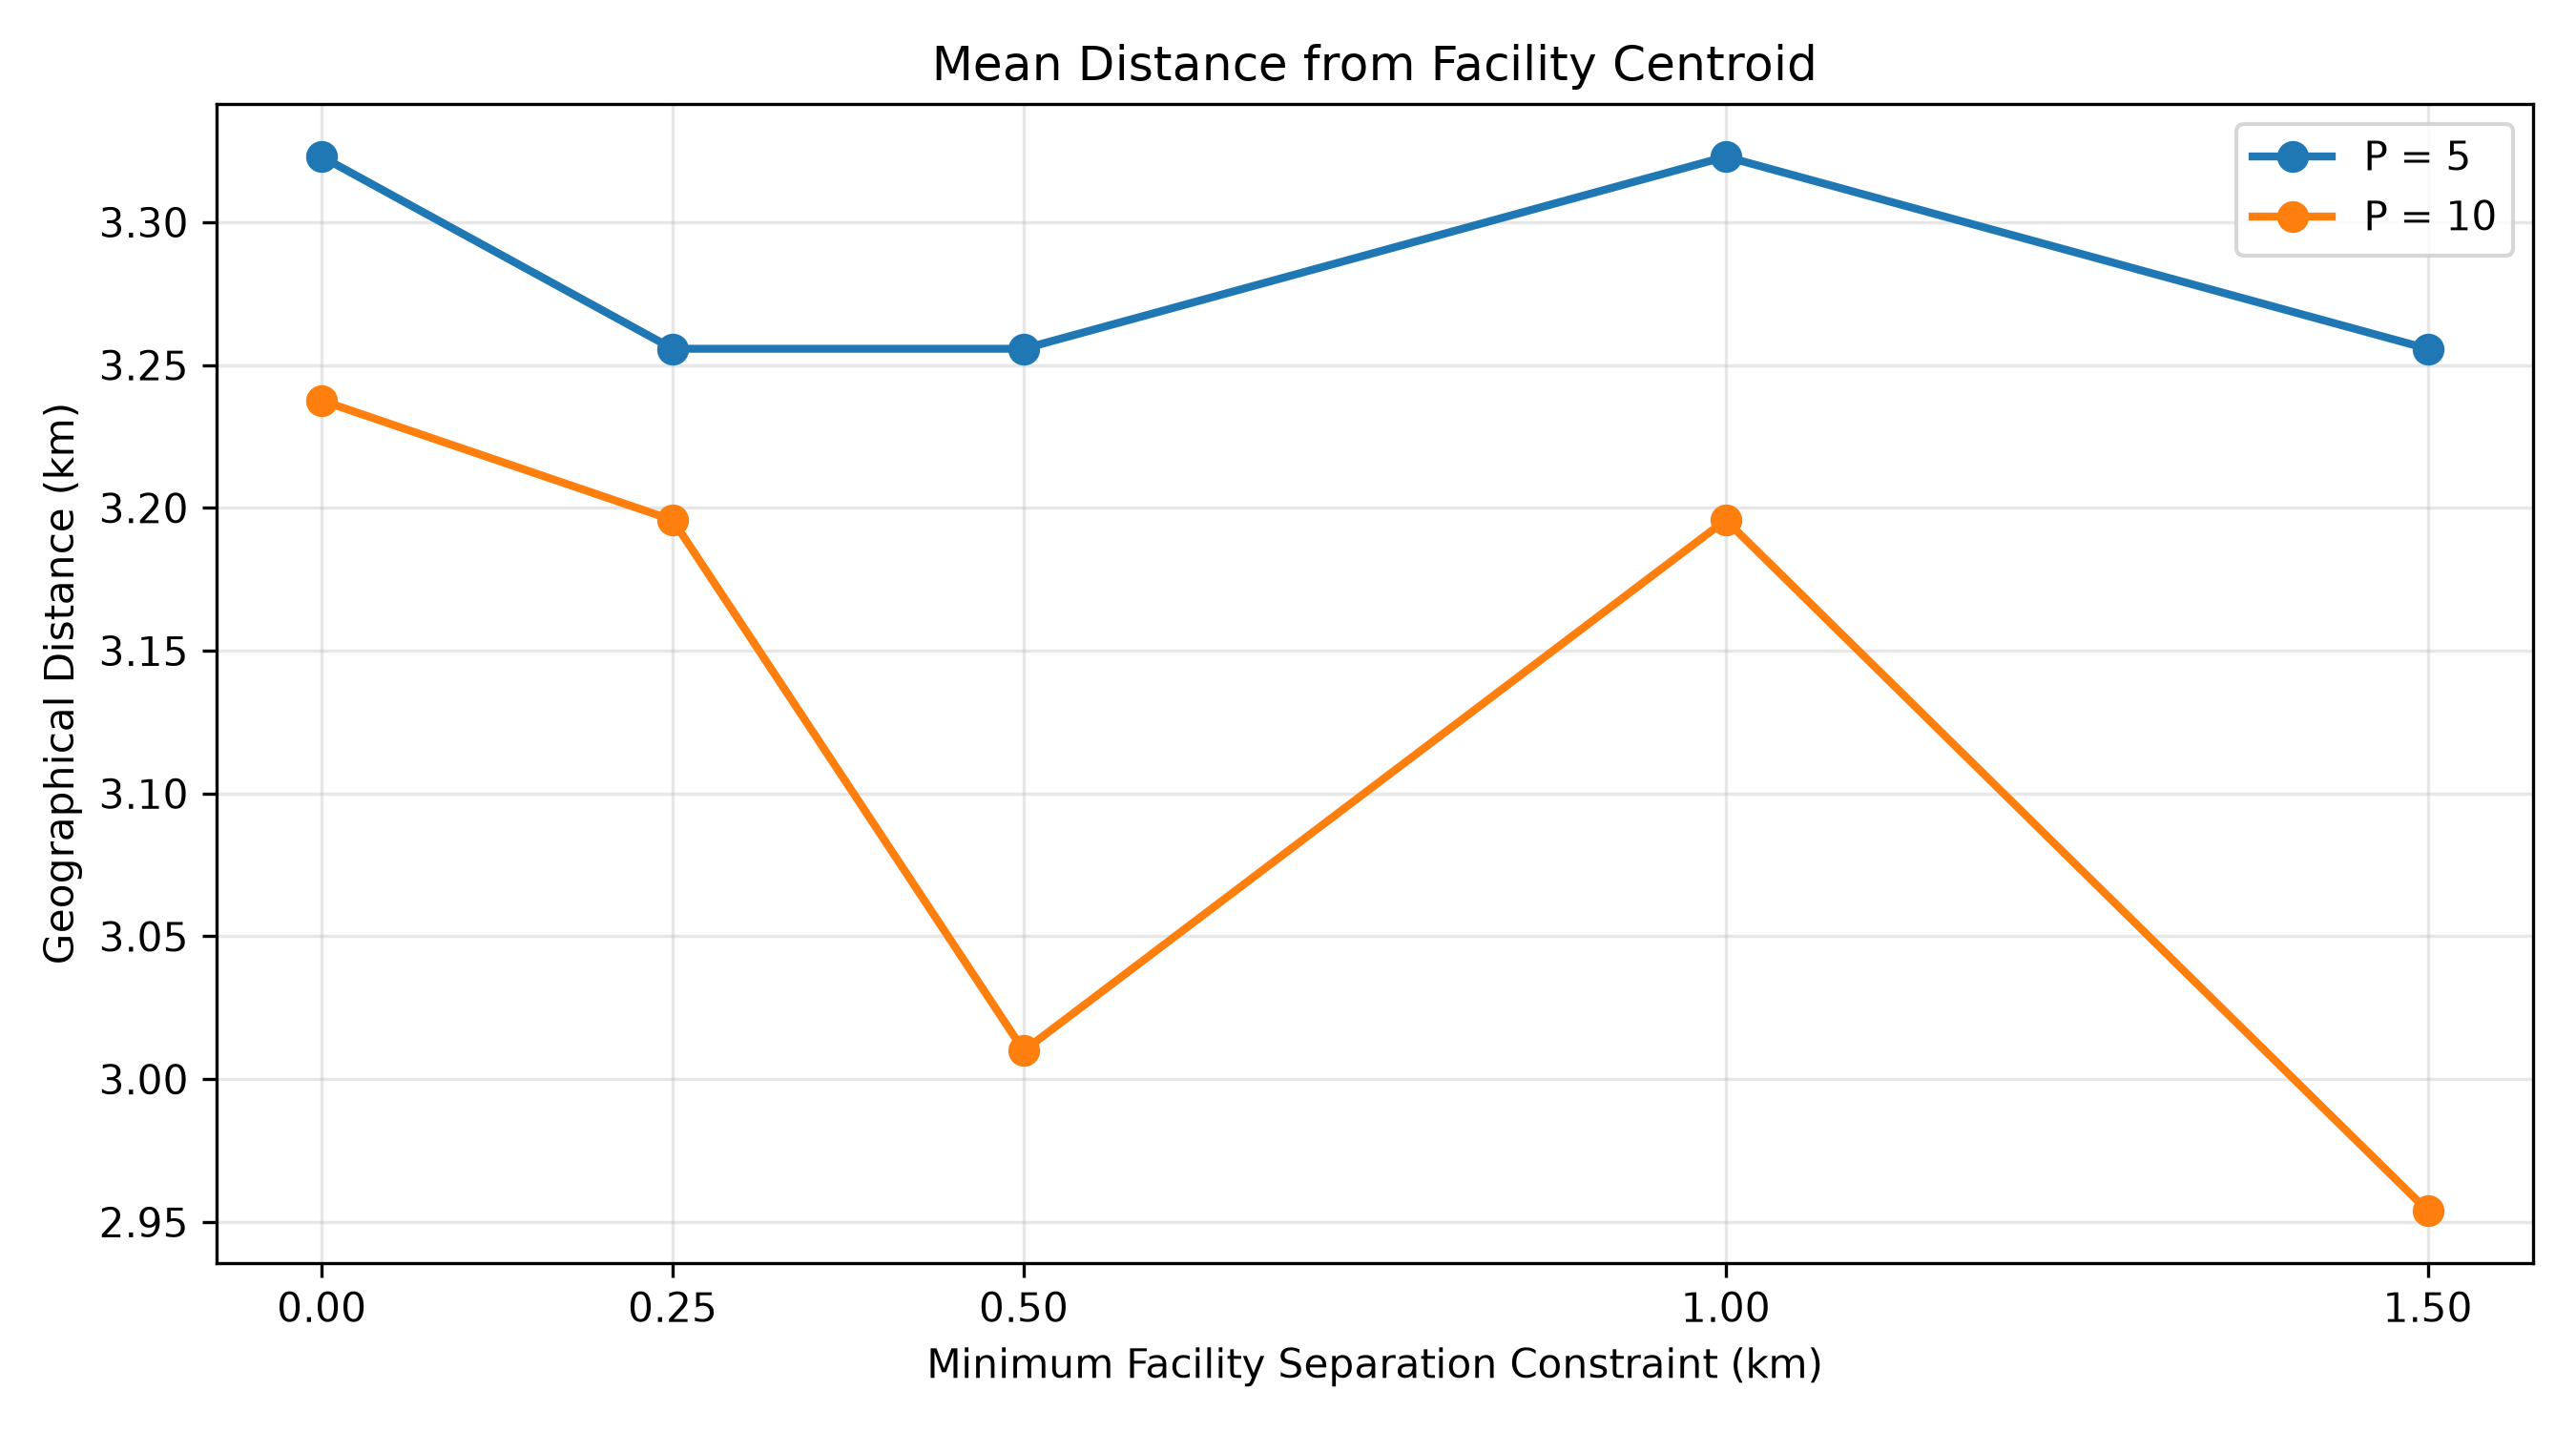 Mean Distance from Facility Centroid
P = 5
P = 10
Geographical Distance (km)
3.30
3.25
3.20
3.15
3.10
3.05
3.00
2.95
0.00 0.25 0.50 1.00 1.50
Minimum Facility Separation Constraint (km)